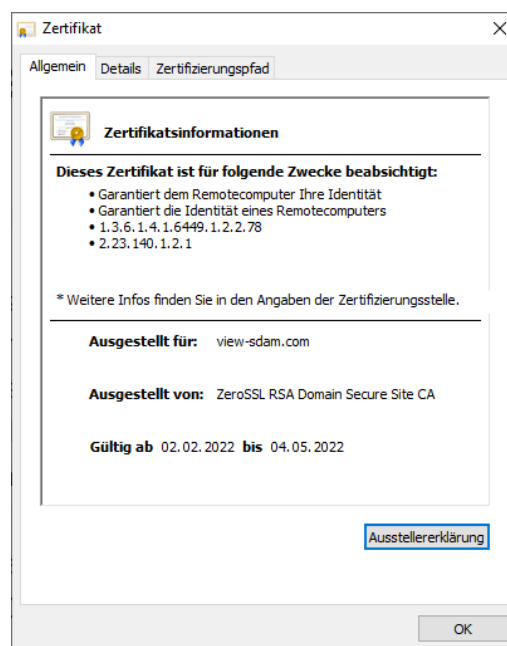 Zertifikat
Allgemein Details Zertifizierungspfad
Zertifikatsinformationen
Dieses Zertifikat ist für folgende Zwecke beabsichtigt:
• Garantiert dem Remotecomputer Ihre Identität
• Garantiert die Identität eines Remotecomputers
• 1.3.6.1.4.1.6449.1.2.2.78
• 2.23.140.1.2.1
* Weitere Infos finden Sie in den Angaben der Zertifizierungsstelle.
Ausgestellt für: view-sdam.com
Ausgestellt von: ZeroSSL RSA Domain Secure Site CA
Gültig ab 02.02.2022 bis 04.05.2022
Ausstellererklärung
OK